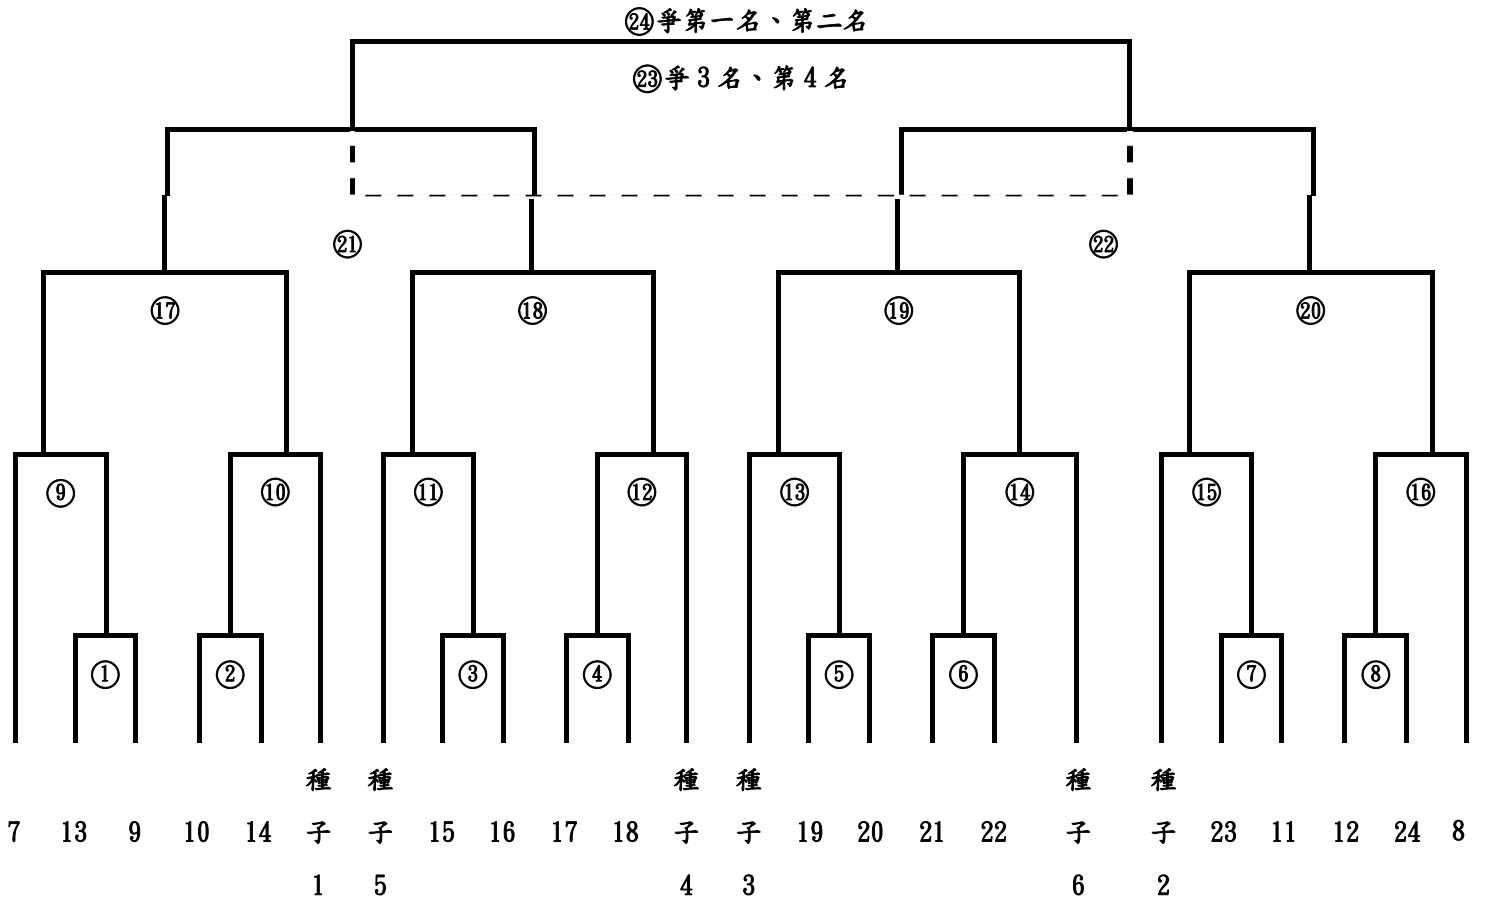 ㉔爭第一名、第二名
㉓爭3名、第4名
㉑ ㉒
⑰ ⑱ ⑲ ⑳
⑨ ⑩ ⑪ ⑫ ⑬ ⑭ ⑮ ⑯
① ② ③ ④ ⑤ ⑥ ⑦ ⑧
7 13 9 10 14 種子1 種子5 15 16 17 18 種子4 種子3 19 20 21 22 種子6 種子2 23 11 12 24 8